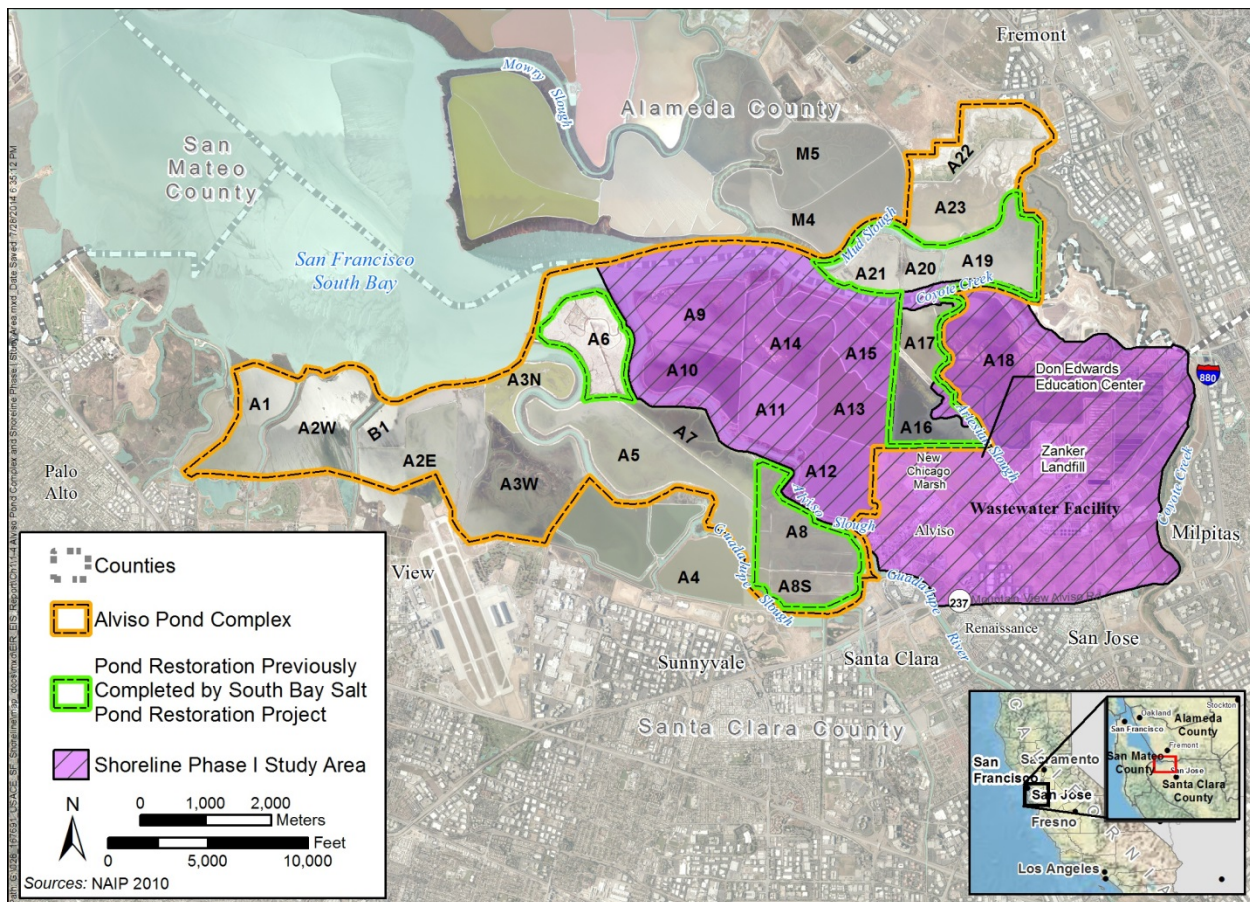 Fremont
Mowry Slough
Alameda County
San
Mateo
County
M5
A22
M4
A23
San Francisco
South Bay
Mud Slough
A21
A20
A19
Coyote Creek
A9
A6
A14
A17
A15
A18
Don Edwards
Education Center
880
A10
A3N
A1
A11
A13
A16
Artesian Slough
A2W
B1
A7
A2E
A5
Zanker
Landfill
New
Chicago
Marsh
Palo
Alto
A12
A3W
Alviso Slough
Wastewater Facility
Coyote Creek
Milpitas
A8
Alviso
View
A4
Guadalupe Slough
A8S
Guadalupe River
237
Mountain View Alviso Rd
Renaissance
San Jose
Sunnyvale
Santa Clara
Santa Clara County
Counties
Alviso Pond Complex
Pond Restoration Previously
Completed by South Bay Salt
Pond Restoration Project
Shoreline Phase I Study Area
N
0 1,000 2,000
Meters
Feet
0 5,000 10,000
Sources: NAIP 2010
Stockton
Oakland
San Francisco
Alameda
County
Fremont
San Mateo
County
San Jose
Santa Clara
County
San
Francisco
Sacramento
San Jose
Fresno
Los Angeles
CALIFORNIA